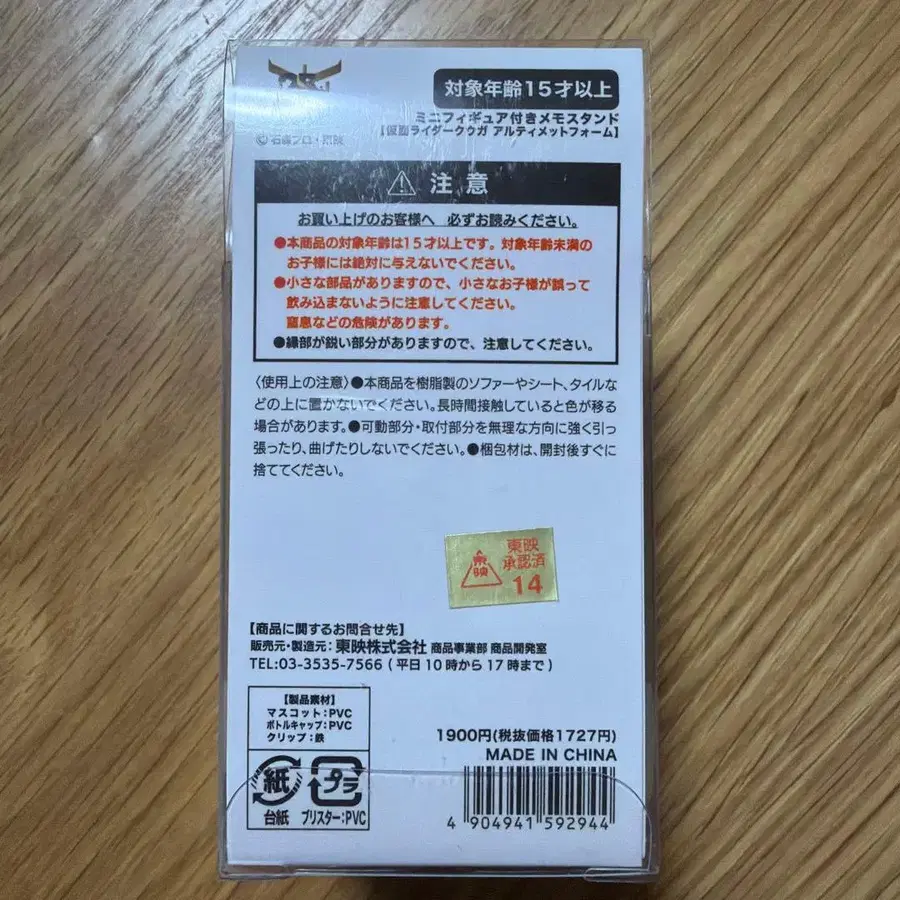 対象年齢15才以上
ミニフィギュア付きメモスタンド
【仮面ライダークウガ アルティメットフォーム】
©石森プロ・東映
⚠ 注意
お買い上げのお客様へ 必ずお読みください。
●本商品の対象年齢は15才以上です。対象年齢未満の
お子様には絶対に与えないでください。
●小さな部品がありますので、小さなお子様が誤って
飲み込まないように注意してください。
窒息などの危険があります。
●縁部が鋭い部分がありますので、注意してください。
〈使用上の注意〉●本商品を樹脂製のソファーやシート、タイルな
どの上に置かないでください。長時間接触していると色が移る
場合があります。●可動部分・取付部分を無理な方向に強く引っ
張ったり、曲げたりしないでください。●梱包材は、開封後すぐに
捨ててください。
東映
東映
承認済
14
【商品に関するお問合せ先】
販売元・製造元:東映株式会社 商品事業部 商品開発室
TEL:03-3535-7566 (平日10時から17時まで)
【製品素材】
マスコット:PVC
ボトルキャップ:PVC
クリップ:鉄
紙
プラ
台紙
ブリスター:PVC
1900円(税抜価格1727円)
MADE IN CHINA
4 904941 592944